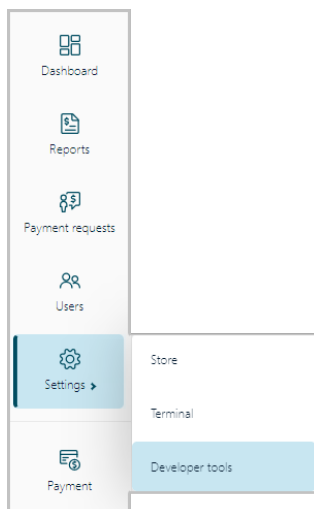 Dashboard
Reports
Payment requests
Users
Settings
Store
Terminal
Developer tools
Payment